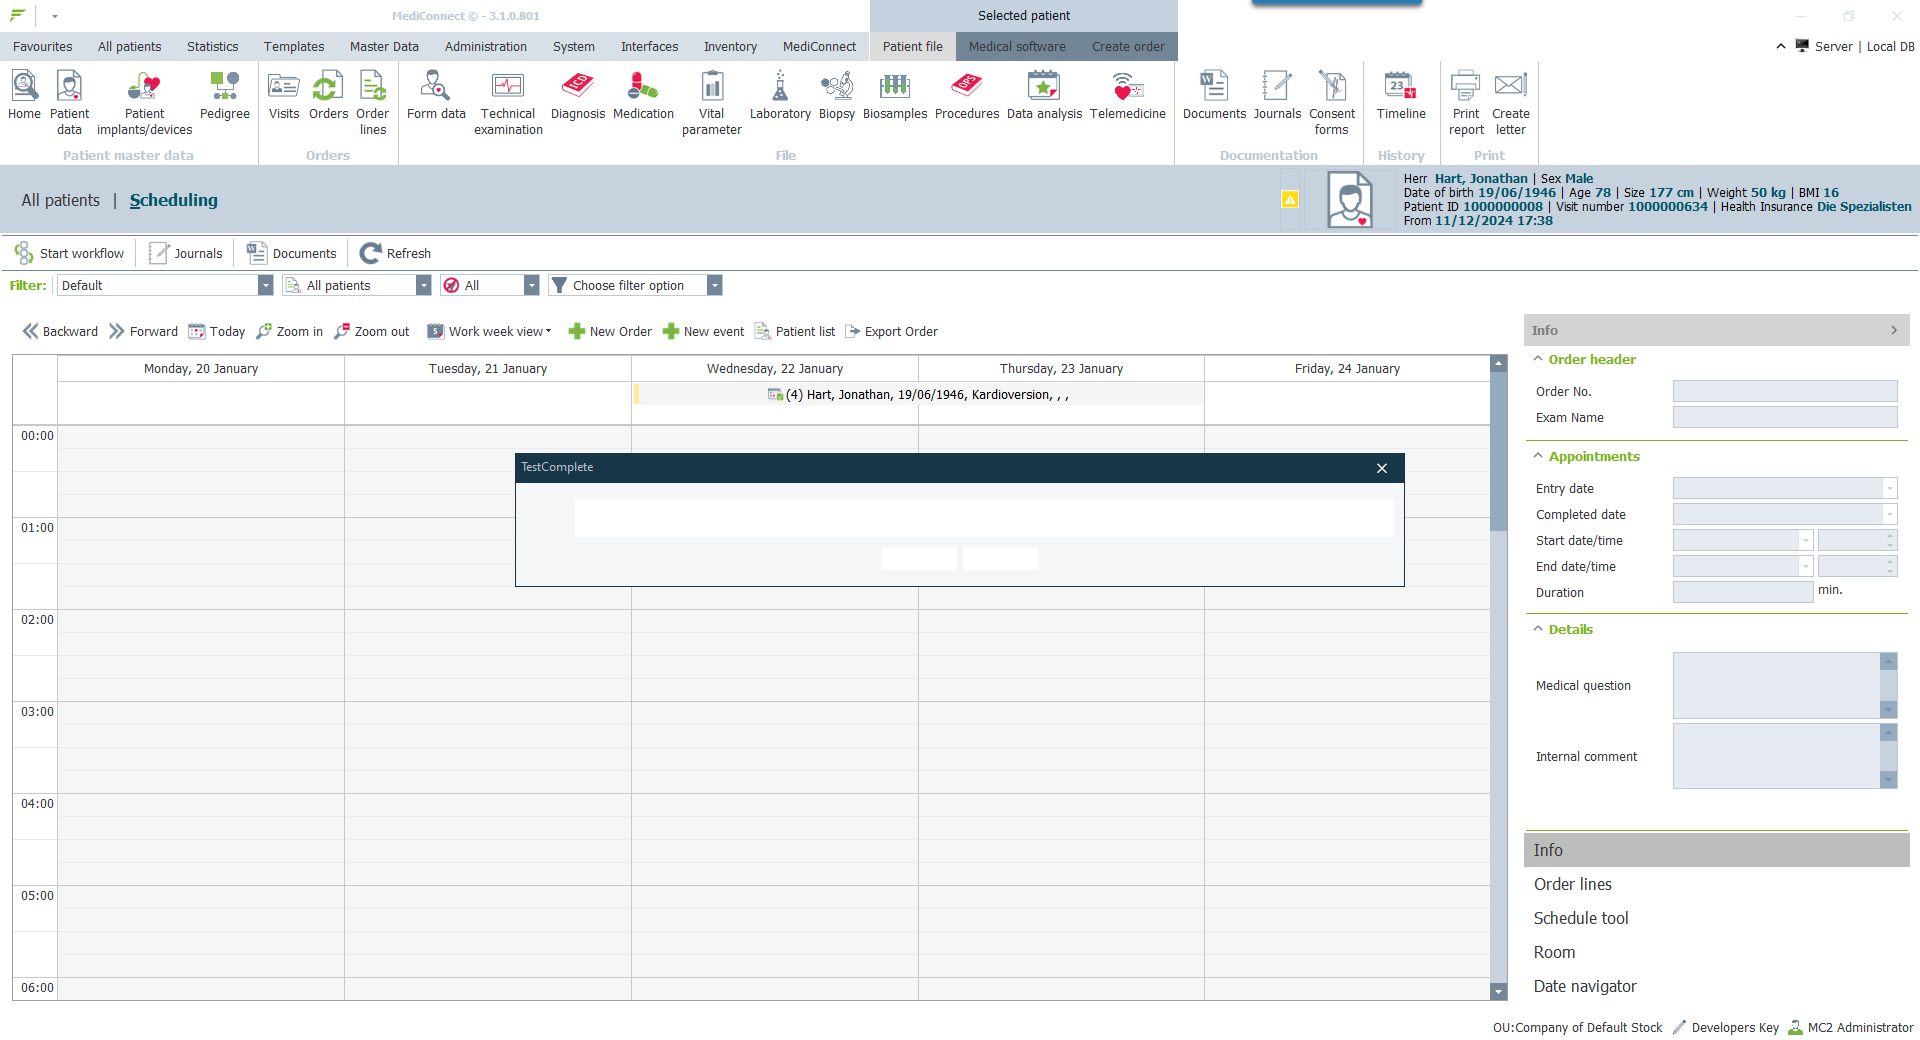 MediConnect © - 3.1.0.801
Selected patient
Favourites All patients Statistics Templates Master Data Administration System Interfaces Inventory MediConnect Patient file Medical software Create order
Server | Local DB
Home
Patient data
Patient implants/devices
Pedigree
Visits
Orders
Order lines
Form data
Technical examination
Diagnosis
Medication
Vital parameter
Laboratory
Biopsy
Biosamples
Procedures
Data analysis
Telemedicine
Documents
Journals
Consent forms
Timeline
Print report
Create letter
Patient master data Orders File Documentation History Print
All patients | Scheduling
Herr Hart, Jonathan | Sex Male
Date of birth 19/06/1946 | Age 78 | Size 177 cm | Weight 50 kg | BMI 16
Patient ID 1000000008 | Visit number 1000000634 | Health Insurance Die Spezialisten
From 11/12/2024 17:38
Start workflow Journals Documents Refresh
Filter: Default All patients All Choose filter option
Backward Forward Today Zoom in Zoom out Work week view New Order New event Patient list Export Order
Monday, 20 January Tuesday, 21 January Wednesday, 22 January Thursday, 23 January Friday, 24 January
(4) Hart, Jonathan, 19/06/1946, Kardioversion, , ,
00:00
01:00
02:00
03:00
04:00
05:00
06:00
TestComplete
Info
Order header
Order No.
Exam Name
Appointments
Entry date
Completed date
Start date/time
End date/time
Duration min.
Details
Medical question
Internal comment
Info
Order lines
Schedule tool
Room
Date navigator
OU:Company of Default Stock Developers Key MC2 Administrator